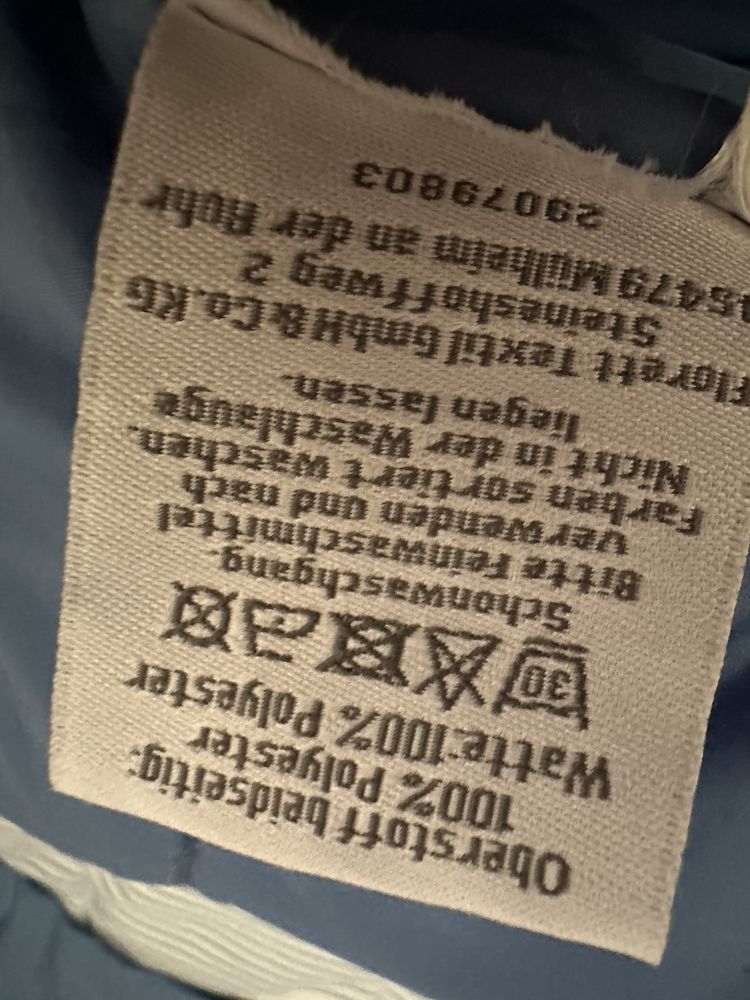 Oberstoff beidseitig:
100% Polyester
Watte:100% Polyester
30
Schonwaschgang.
Bitte Feinwaschmittel
verwenden und nach
Farben sortiert waschen.
Nicht in der Waschlauge
liegen lassen.
Florett Textil GmbH & Co.KG
Steineshoffweg 2
45479 Mülheim an der Ruhr
29079803